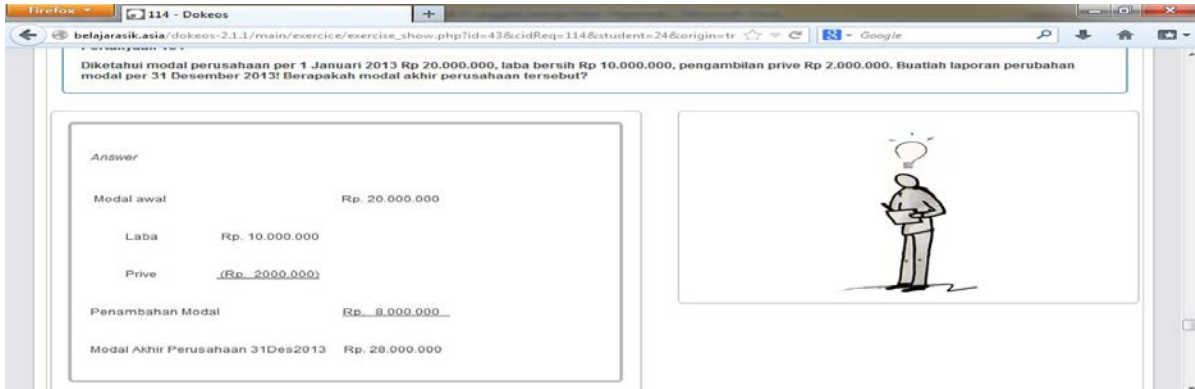 Firefox
114 - Dokeos
belajarasik.asia/dokeos-2.1.1/main/exercice/exercise_show.php?id=43&cidReq=114&student=24&origin=tr
Google
Diketahui modal perusahaan per 1 Januari 2013 Rp 20.000.000, laba bersih Rp 10.000.000, pengambilan prive Rp 2.000.000. Buatlah laporan perubahan
modal per 31 Desember 2013! Berapakah modal akhir perusahaan tersebut?
Answer
Modal awal Rp. 20.000.000
Laba Rp. 10.000.000
Prive (Rp. 2000.000)
Penambahan Modal Rp. 8.000.000
Modal Akhir Perusahaan 31Des2013 Rp. 28.000.000